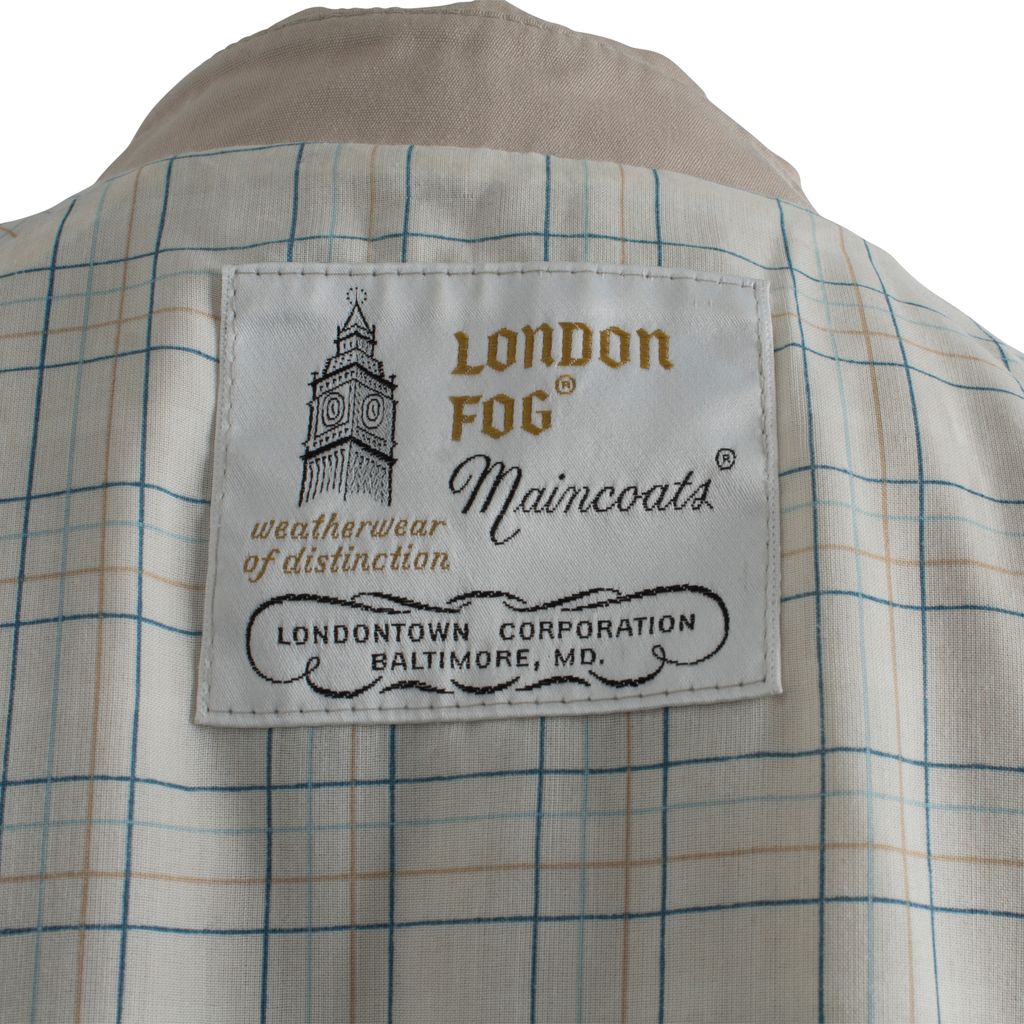 LONDON
FOG®
Maincoats®
weatherwear
of distinction
LONDONTOWN CORPORATION
BALTIMORE, MD.